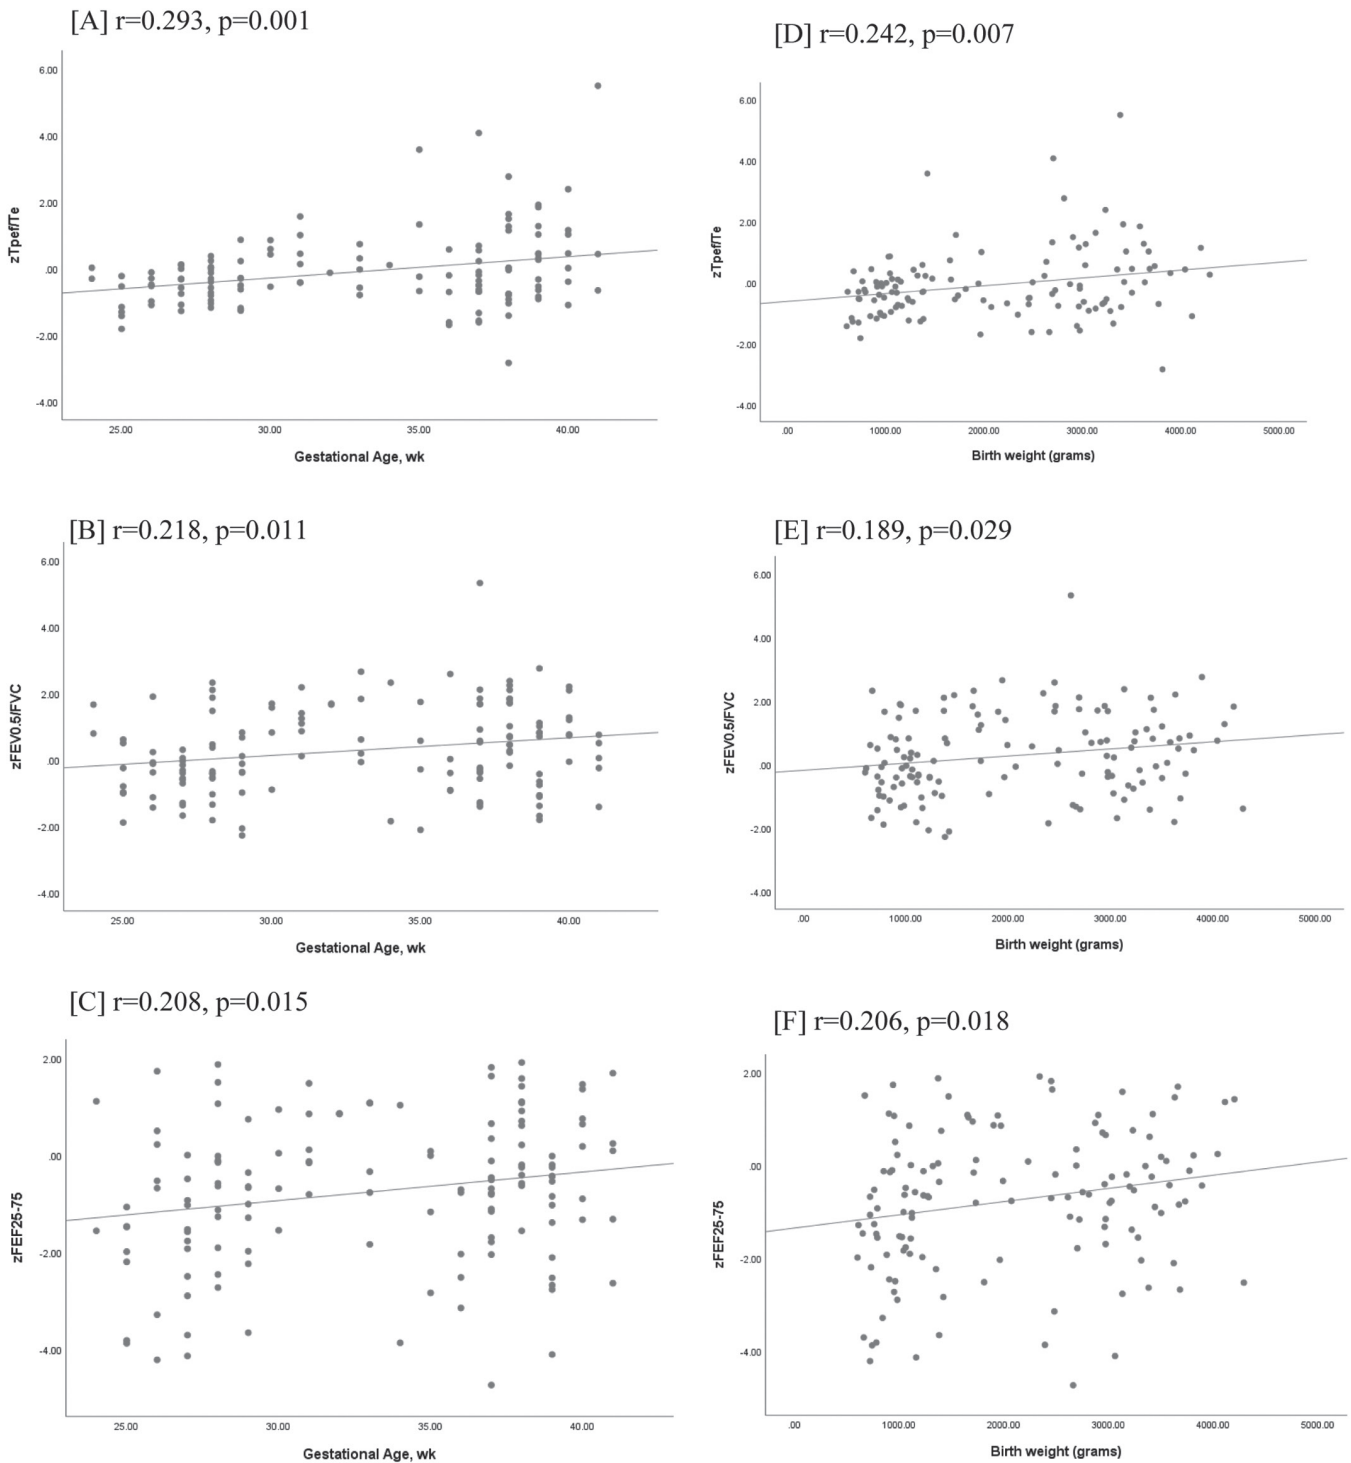 [A] r=0.293, p=0.001
6.00
4.00
2.00
.00
-2.00
-4.00
zTpef/Te
25.00 30.00 35.00 40.00
Gestational Age, wk
[D] r=0.242, p=0.007
6.00
4.00
2.00
.00
-2.00
-4.00
zTpef/Te
.00 1000.00 2000.00 3000.00 4000.00 5000.00
Birth weight (grams)
[B] r=0.218, p=0.011
6.00
4.00
2.00
.00
-2.00
-4.00
zFEV0.5/FVC
25.00 30.00 35.00 40.00
Gestational Age, wk
[E] r=0.189, p=0.029
6.00
4.00
2.00
.00
-2.00
-4.00
zFEV0.5/FVC
.00 1000.00 2000.00 3000.00 4000.00 5000.00
Birth weight (grams)
[C] r=0.208, p=0.015
2.00
.00
-2.00
-4.00
zFEF25-75
25.00 30.00 35.00 40.00
Gestational Age, wk
[F] r=0.206, p=0.018
2.00
.00
-2.00
-4.00
zFEF25-75
.00 1000.00 2000.00 3000.00 4000.00 5000.00
Birth weight (grams)